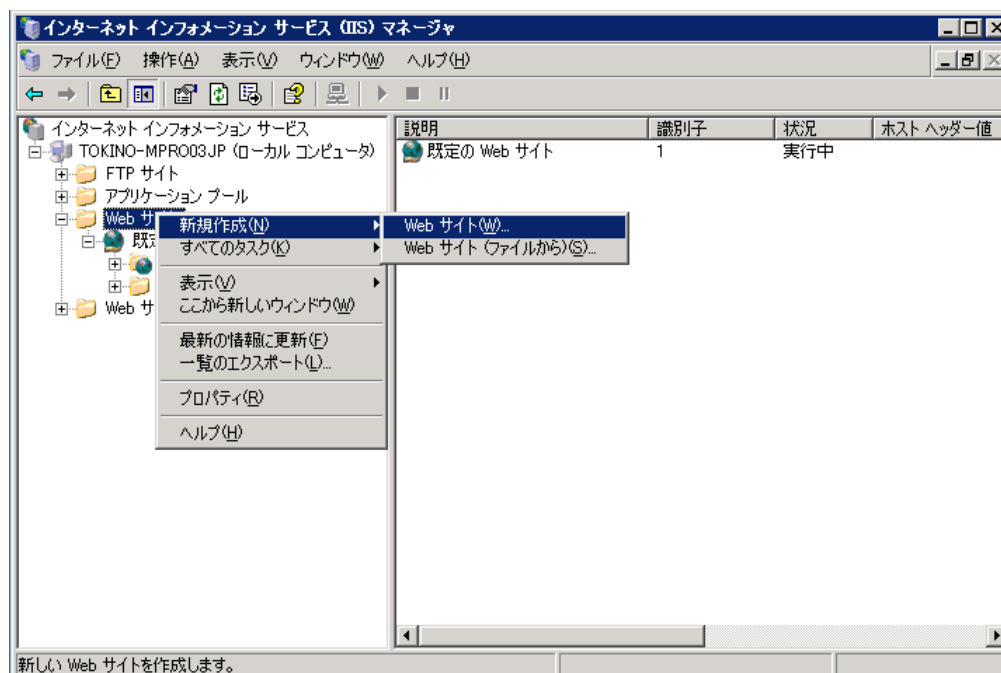 インターネット インフォメーション サービス (IIS) マネージャ
ファイル(F) 操作(A) 表示(V) ウィンドウ(W) ヘルプ(H)
インターネット インフォメーション サービス
TOKINO-MPRO03JP (ローカル コンピュータ)
FTP サイト
アプリケーション プール
Web サ
既定
Web サ
新規作成(N)
すべてのタスク(K)
表示(V)
ここから新しいウィンドウ(W)
最新の情報に更新(F)
一覧のエクスポート(L)...
プロパティ(R)
ヘルプ(H)
Web サイト(W)...
Web サイト (ファイルから)(S)...
説明 識別子 状況 ホスト ヘッダー値
既定の Web サイト 1 実行中
新しい Web サイトを作成します。